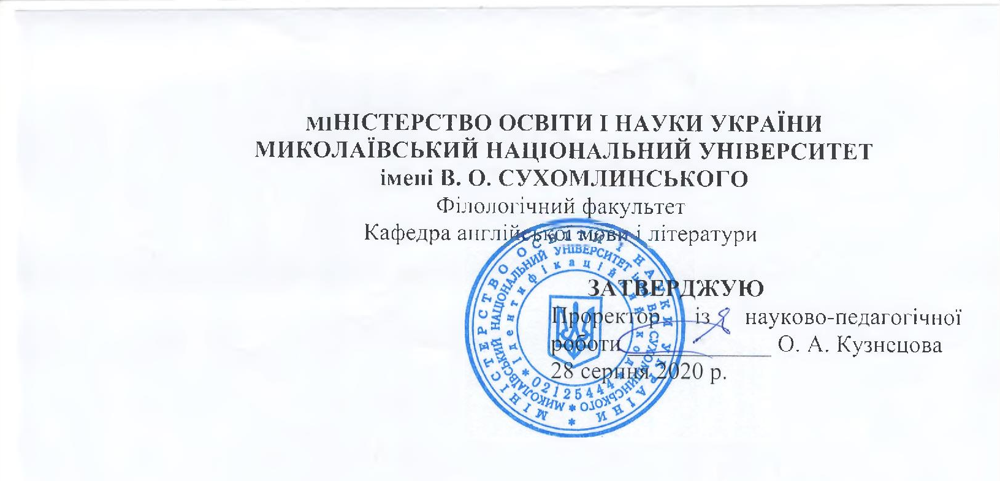 МІНІСТЕРСТВО ОСВІТИ І НАУКИ УКРАЇНИ
МИКОЛАЇВСЬКИЙ НАЦІОНАЛЬНИЙ УНІВЕРСИТЕТ
імені В. О. СУХОМЛИНСЬКОГО
Філологічний факультет
Кафедра англійської мови і літератури
ЗАТВЕРДЖУЮ
Проректор із науково-педагогічної
роботи ______________ О. А. Кузнєцова
28 серпня 2020 р.
* МІНІСТЕРСТВО ОСВІТИ І НАУКИ УКРАЇНИ
* МИКОЛАЇВСЬКИЙ НАЦІОНАЛЬНИЙ УНІВЕРСИТЕТ імені В.О. СУХОМЛИНСЬКОГО
* Ідентифікаційний код * 02125444